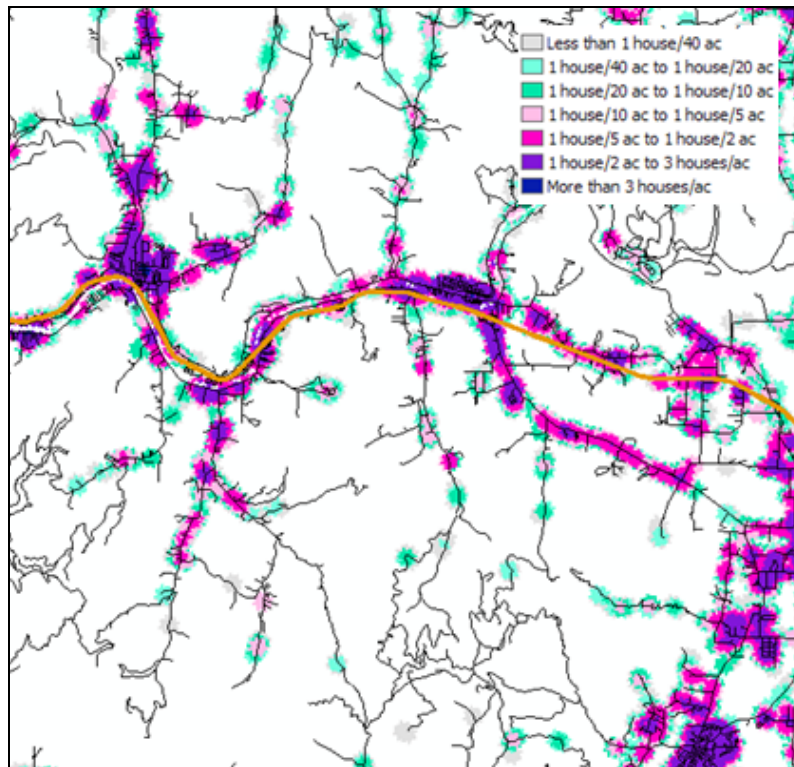 Less than 1 house/40 ac
1 house/40 ac to 1 house/20 ac
1 house/20 ac to 1 house/10 ac
1 house/10 ac to 1 house/5 ac
1 house/5 ac to 1 house/2 ac
1 house/2 ac to 3 houses/ac
More than 3 houses/ac